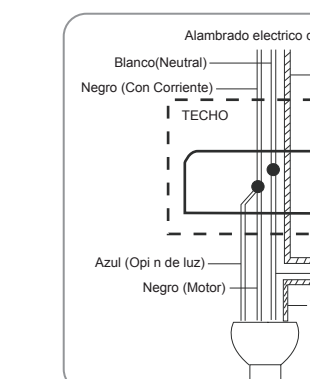 Alambrado electrico
Blanco(Neutral)
Negro (Con Corriente)
TECHO
Azul (Opi n de luz)
Negro (Motor)